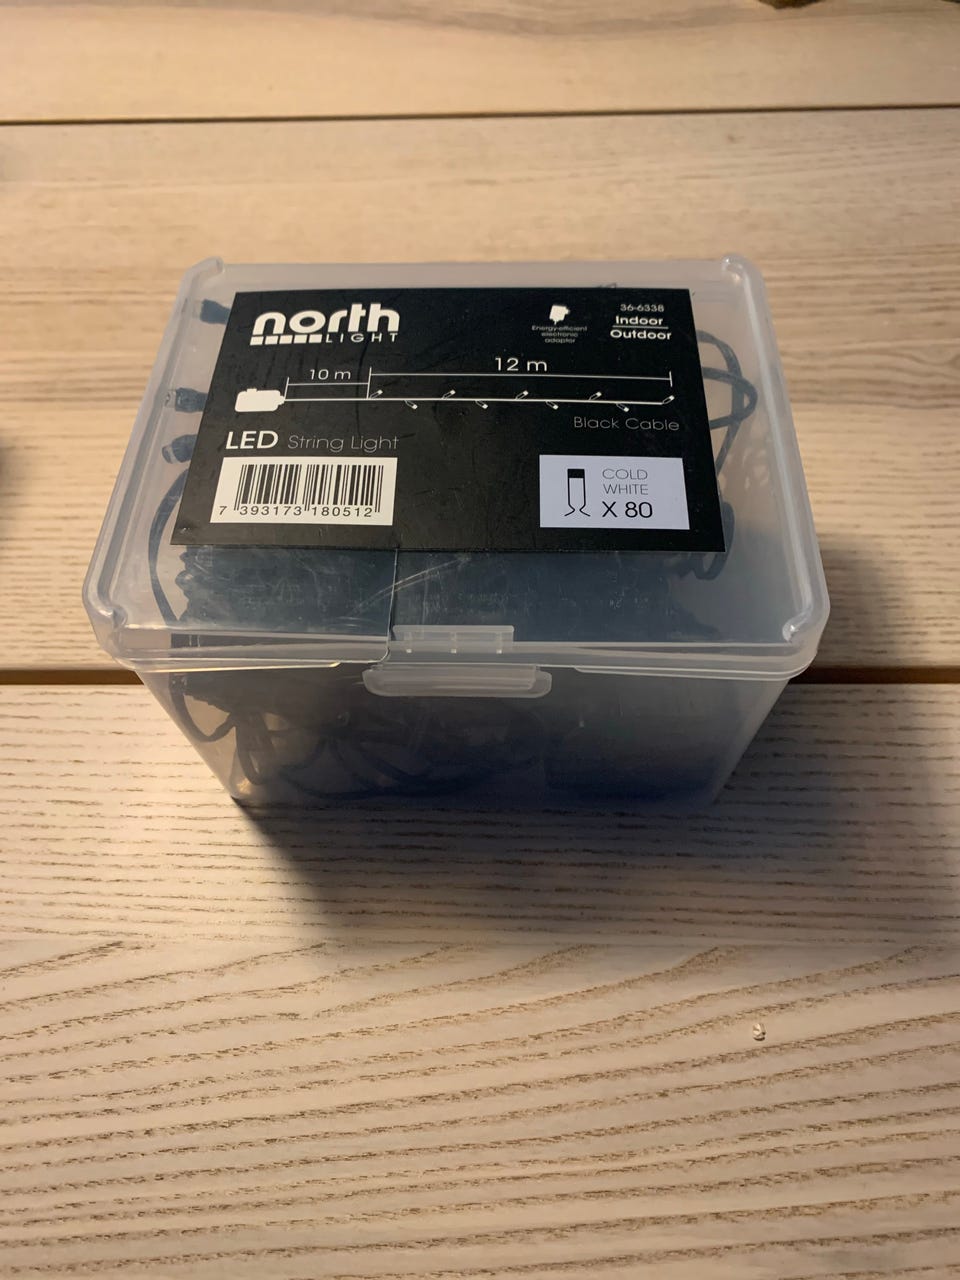 north
LIGHT
Energy-efficient
electronic
adaptor
36-6338
Indoor
Outdoor
10 m
12 m
Black Cable
LED String Light
7 393173 180512
COLD
WHITE
X 80